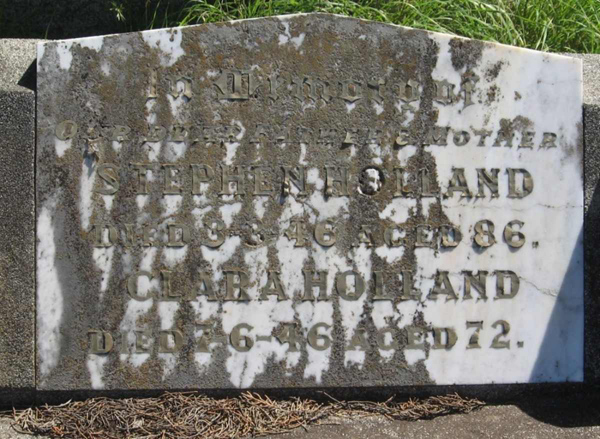 In Memory of
OUR DEAR FATHER & MOTHER
STEPHEN HOLLAND
DIED 9-3-46 AGED 86.
CLARA HOLLAND
DIED 7-6-46 AGED 72.